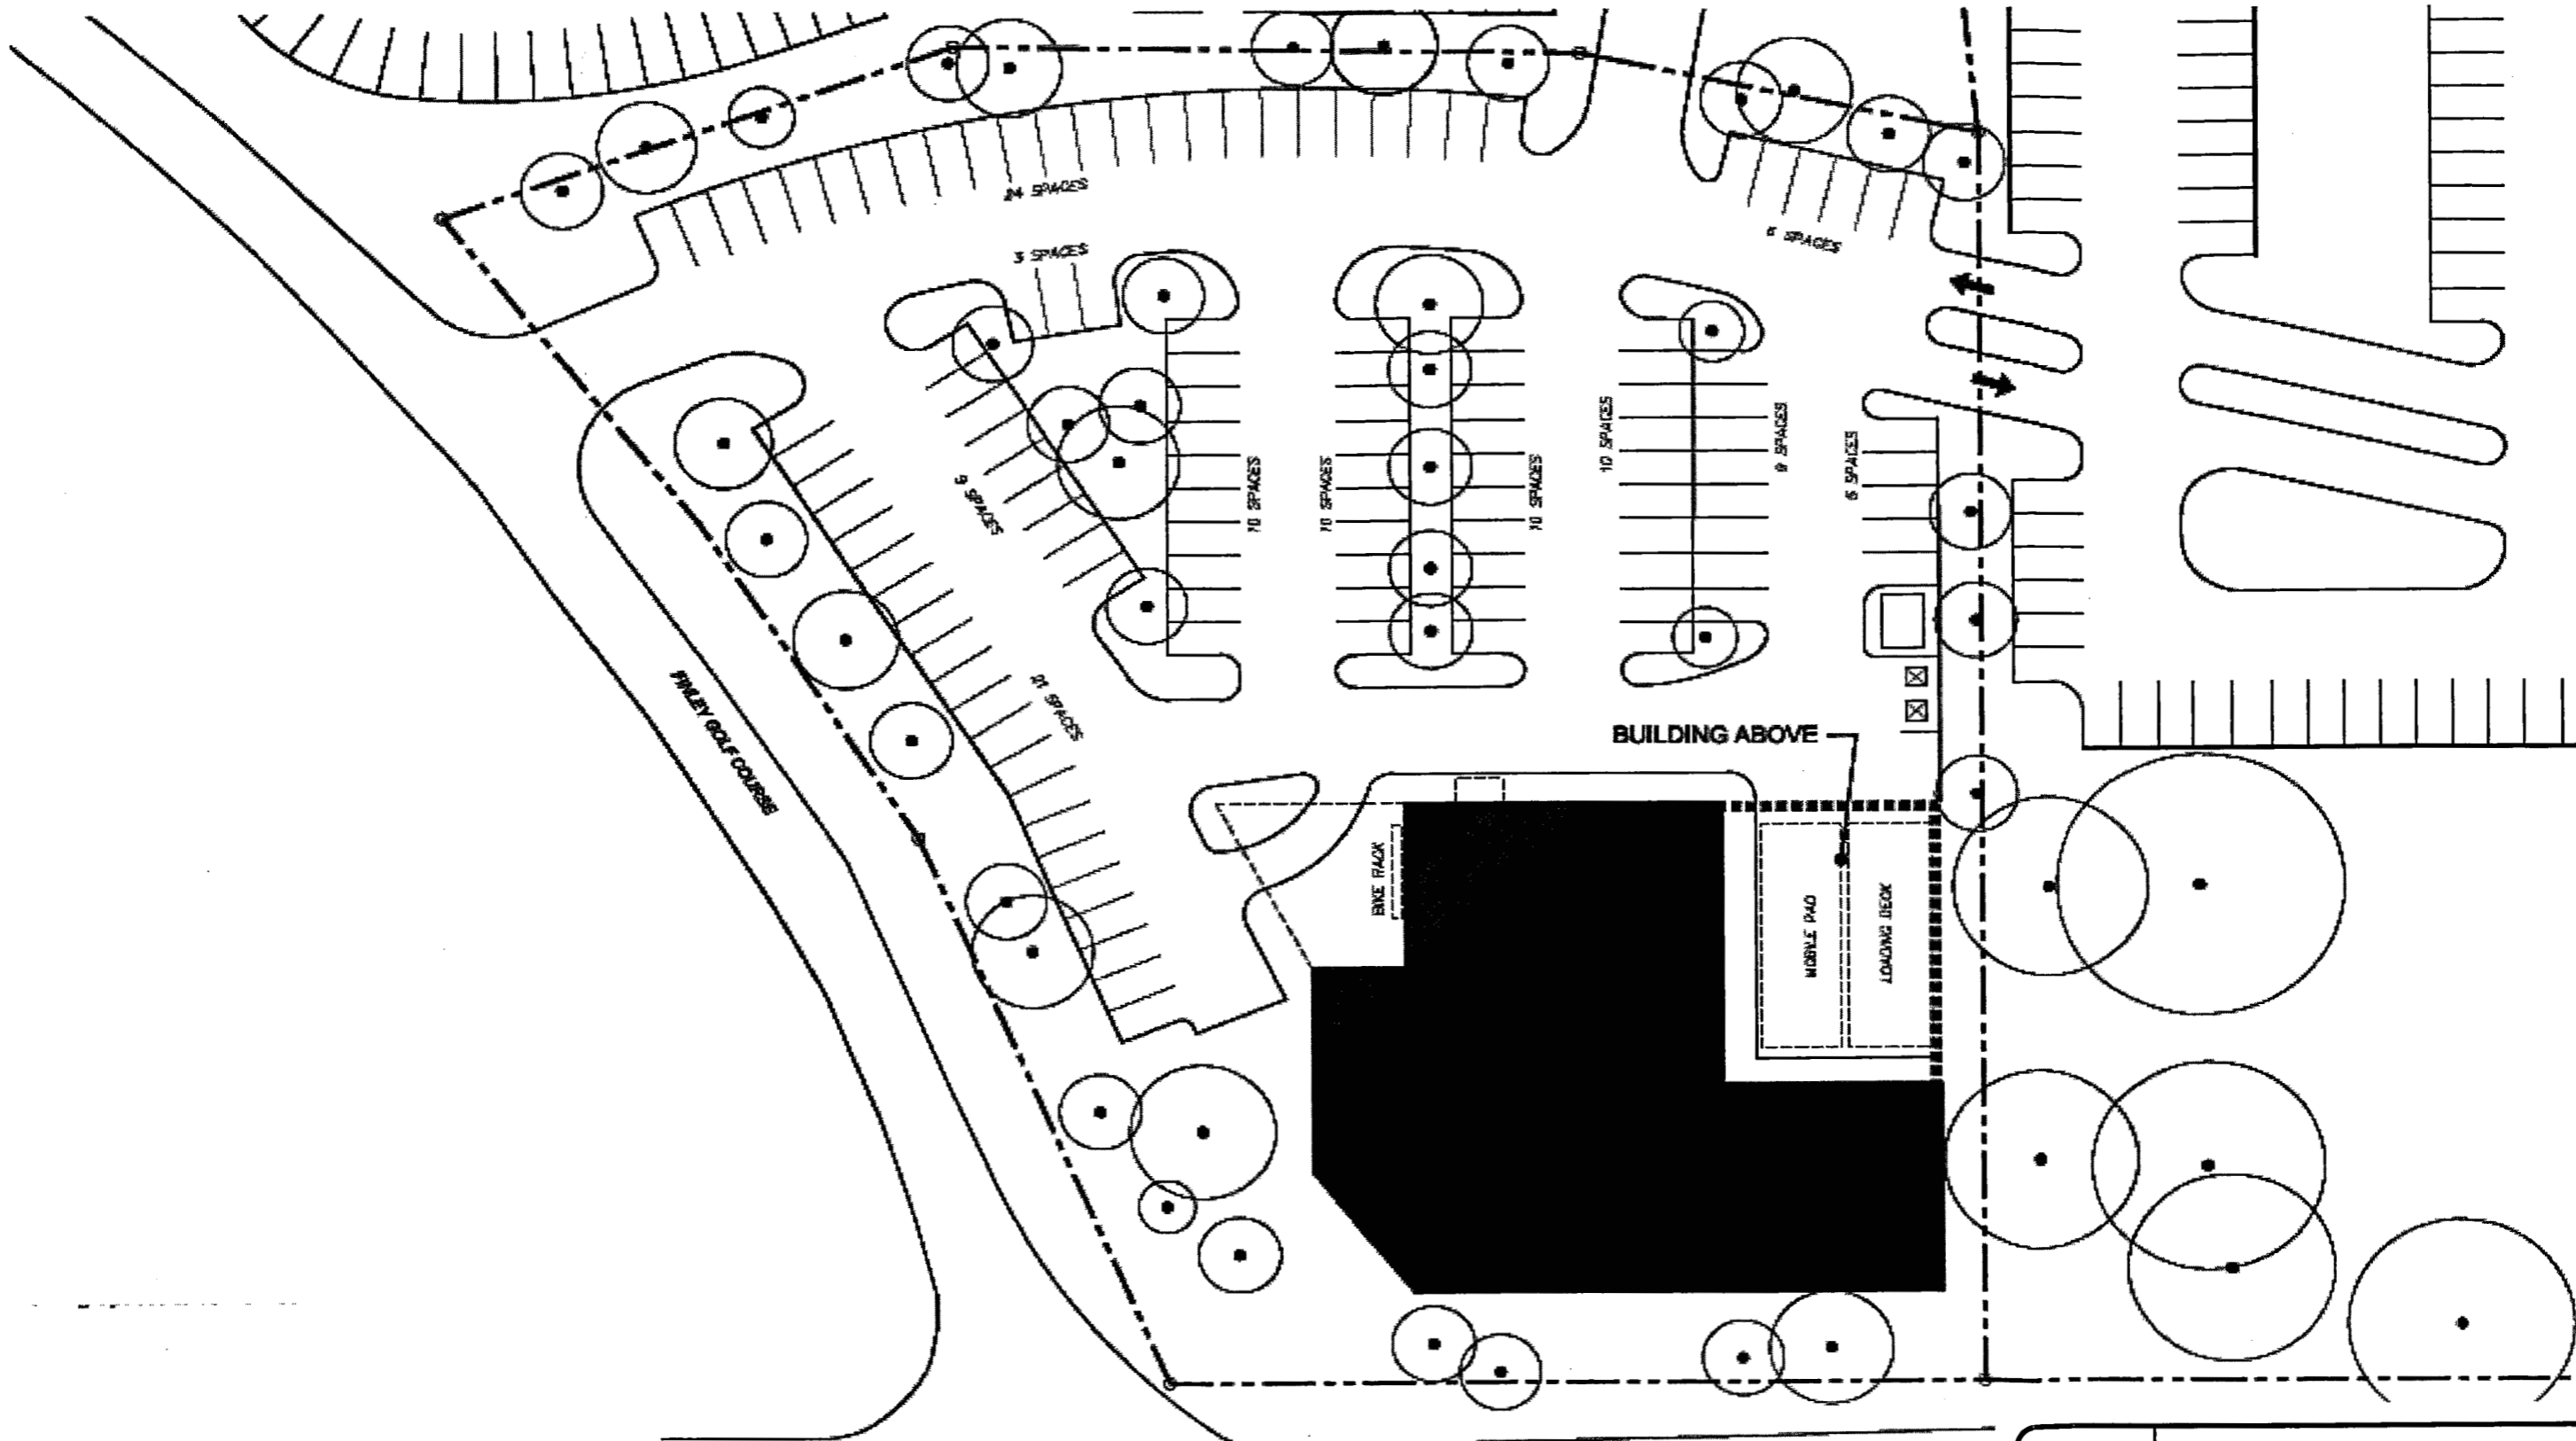 24 SPACES
3 SPACES
6 SPACES
9 SPACES
10 SPACES
10 SPACES
10 SPACES
10 SPACES
9 SPACES
6 SPACES
21 SPACES
FINLEY GOLF COURSE
BUILDING ABOVE
BIKE RACK
MOBILE PAD
LOADING DECK